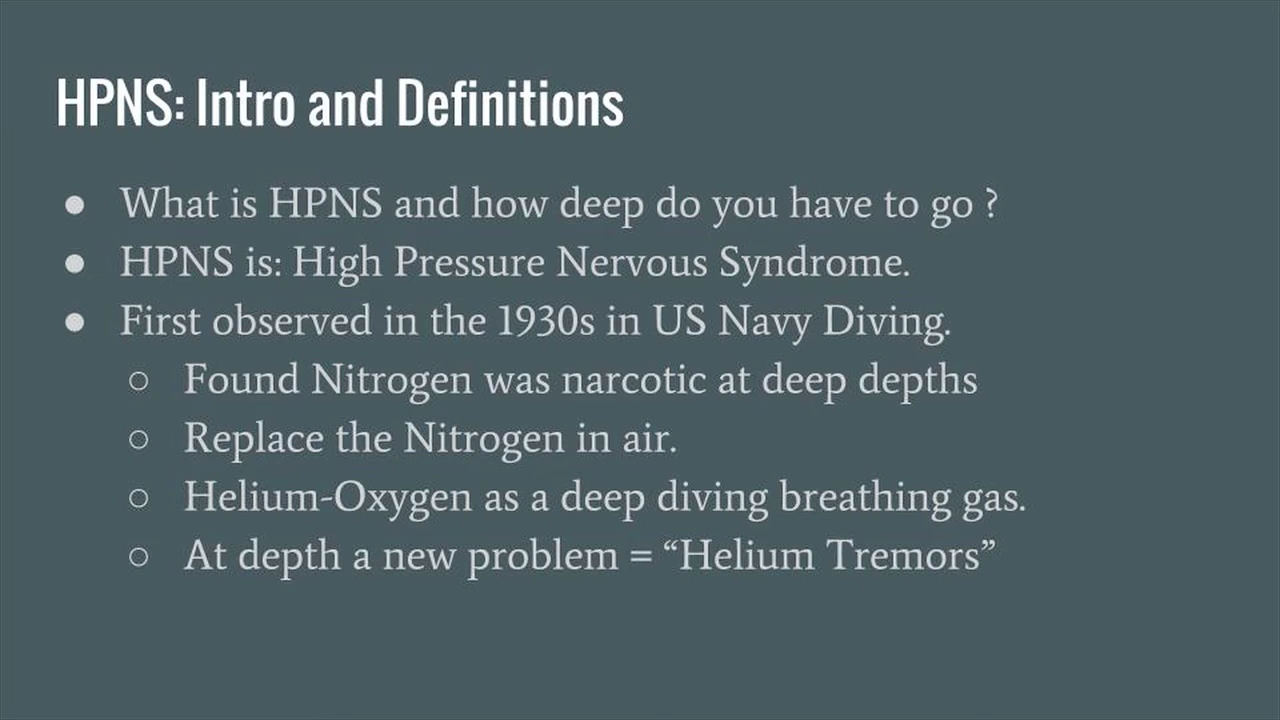 HPNS: Intro and Definitions
● What is HPNS and how deep do you have to go ?
● HPNS is: High Pressure Nervous Syndrome.
● First observed in the 1930s in US Navy Diving.
○ Found Nitrogen was narcotic at deep depths
○ Replace the Nitrogen in air.
○ Helium-Oxygen as a deep diving breathing gas.
○ At depth a new problem = “Helium Tremors”